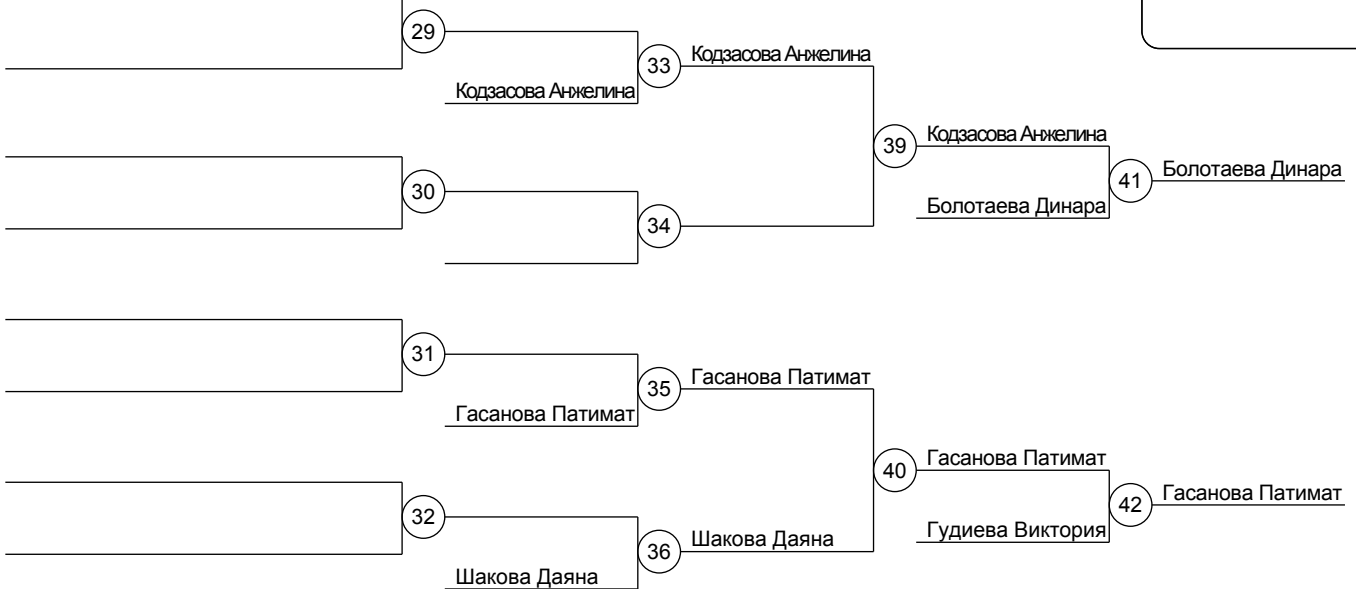 29
33
Кодзасова Анжелина
Кодзасова Анжелина
39
Кодзасова Анжелина
41
Болотаева Динара
30
34
Болотаева Динара
31
35
Гасанова Патимат
Гасанова Патимат
40
Гасанова Патимат
42
Гасанова Патимат
32
36
Шакова Даяна
Гудиева Виктория
Шакова Даяна